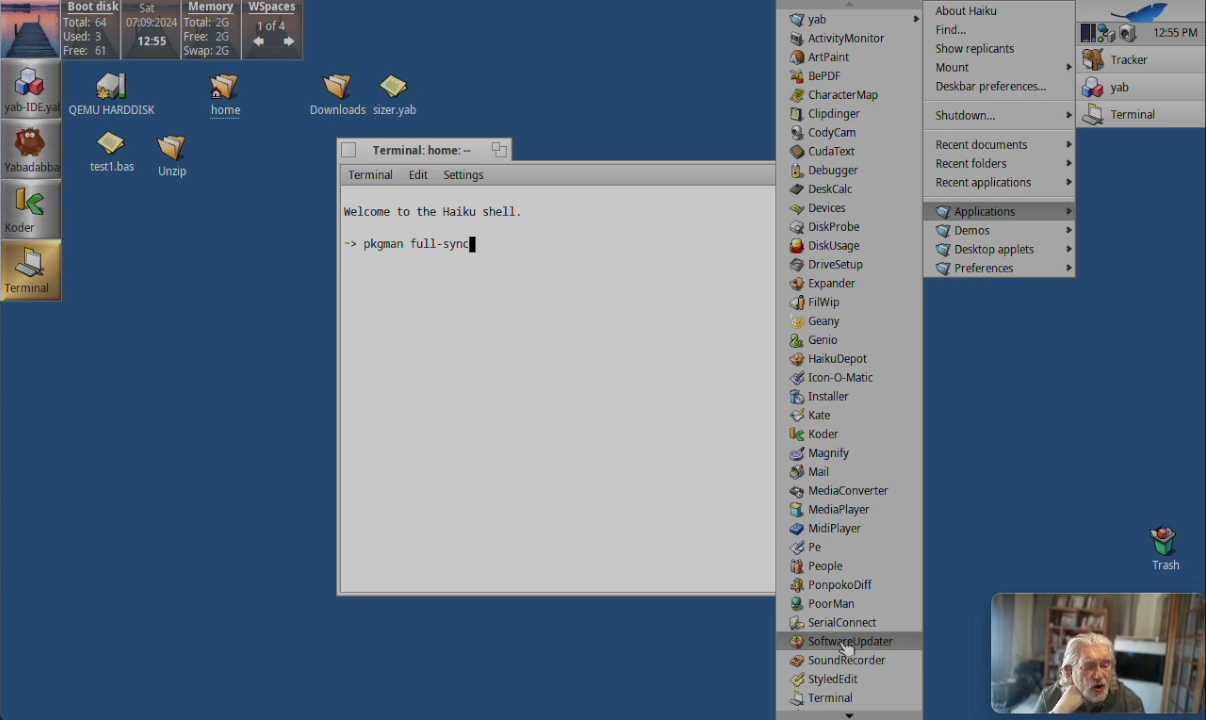 Boot disk
Total: 64
Used: 3
Free: 61
Sat
07:09:2024
12:55
Memory
Total: 2G
Free: 2G
Swap: 2G
WSpaces
1 of 4
yab-IDE.yab
Yabadabba
Koder
Terminal
QEMU HARDDISK
home
Downloads
sizer.yab
test1.bas
Unzip
Terminal: home: --
Terminal Edit Settings
Welcome to the Haiku shell.
~> pkgman full-sync
yab
ActivityMonitor
ArtPaint
BePDF
CharacterMap
Clipdinger
CodyCam
CudaText
Debugger
DeskCalc
Devices
DiskProbe
DiskUsage
DriveSetup
Expander
FilWip
Geany
Genio
HaikuDepot
Icon-O-Matic
Installer
Kate
Koder
Magnify
Mail
MediaConverter
MediaPlayer
MidiPlayer
Pe
People
PonpokoDiff
PoorMan
SerialConnect
SoftwareUpdater
SoundRecorder
StyledEdit
Terminal
About Haiku
Find...
Show replicants
Mount
Deskbar preferences...
Shutdown...
Recent documents
Recent folders
Recent applications
Applications
Demos
Desktop applets
Preferences
12:55 PM
Tracker
yab
Terminal
Trash